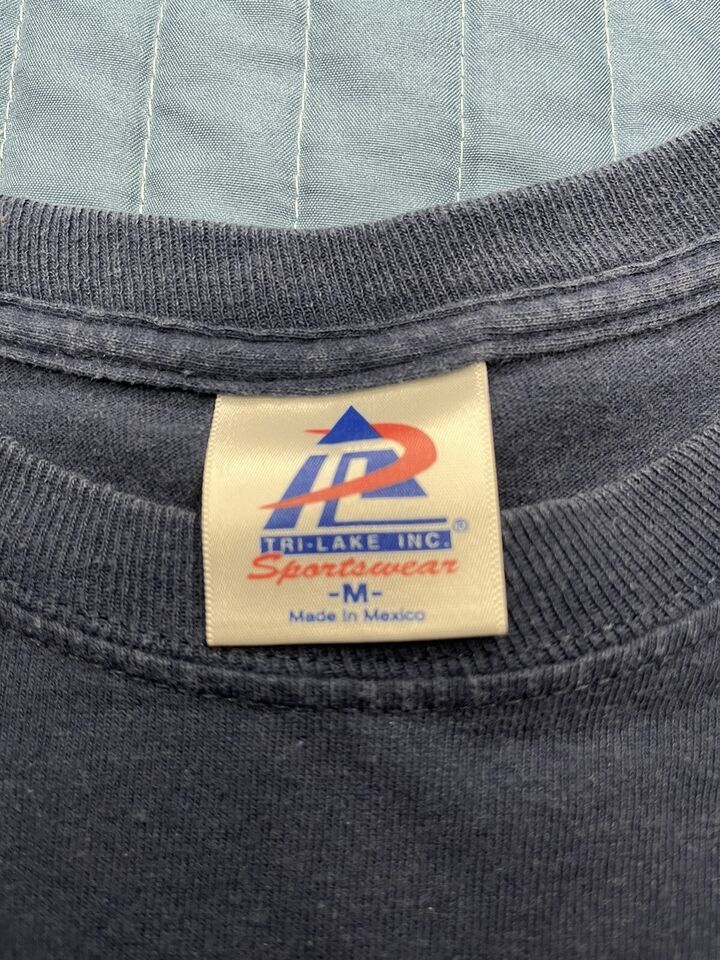 ®
TRI-LAKE INC.
Sportswear
-M-
Made in Mexico